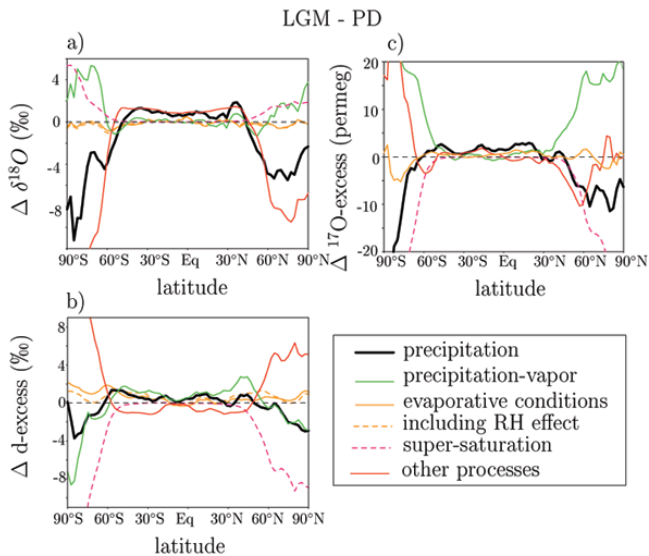 LGM - PD
a)
Δ δ¹⁸O (‰)
4
0
-4
-8
90°S 60°S 30°S Eq 30°N 60°N 90°N
latitude
c)
Δ ¹⁷O-excess (permeg)
20
10
0
-10
-20
90°S 60°S 30°S Eq 30°N 60°N 90°N
latitude
b)
Δ d-excess (‰)
8
4
0
-4
-8
90°S 60°S 30°S Eq 30°N 60°N 90°N
latitude
precipitation
precipitation-vapor
evaporative conditions
including RH effect
super-saturation
other processes